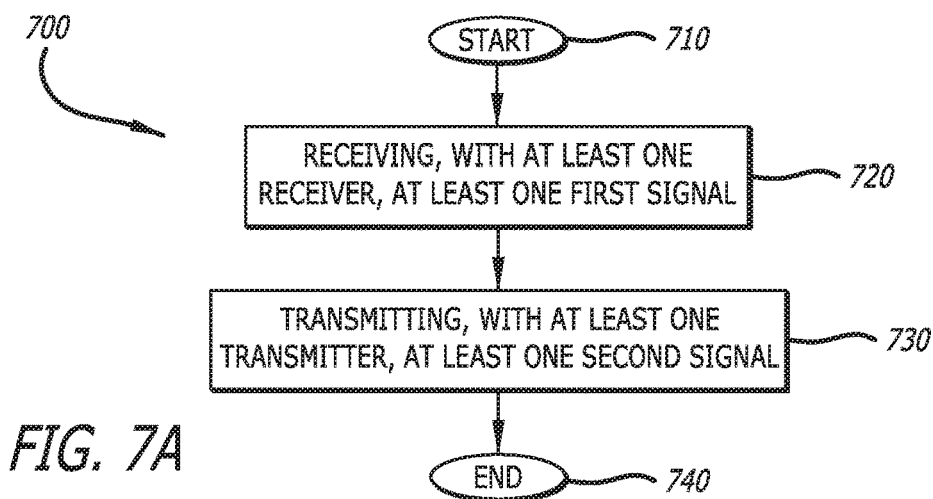 700
START
710
RECEIVING, WITH AT LEAST ONE
RECEIVER, AT LEAST ONE FIRST SIGNAL
720
TRANSMITTING, WITH AT LEAST ONE
TRANSMITTER, AT LEAST ONE SECOND SIGNAL
730
FIG. 7A
END
740